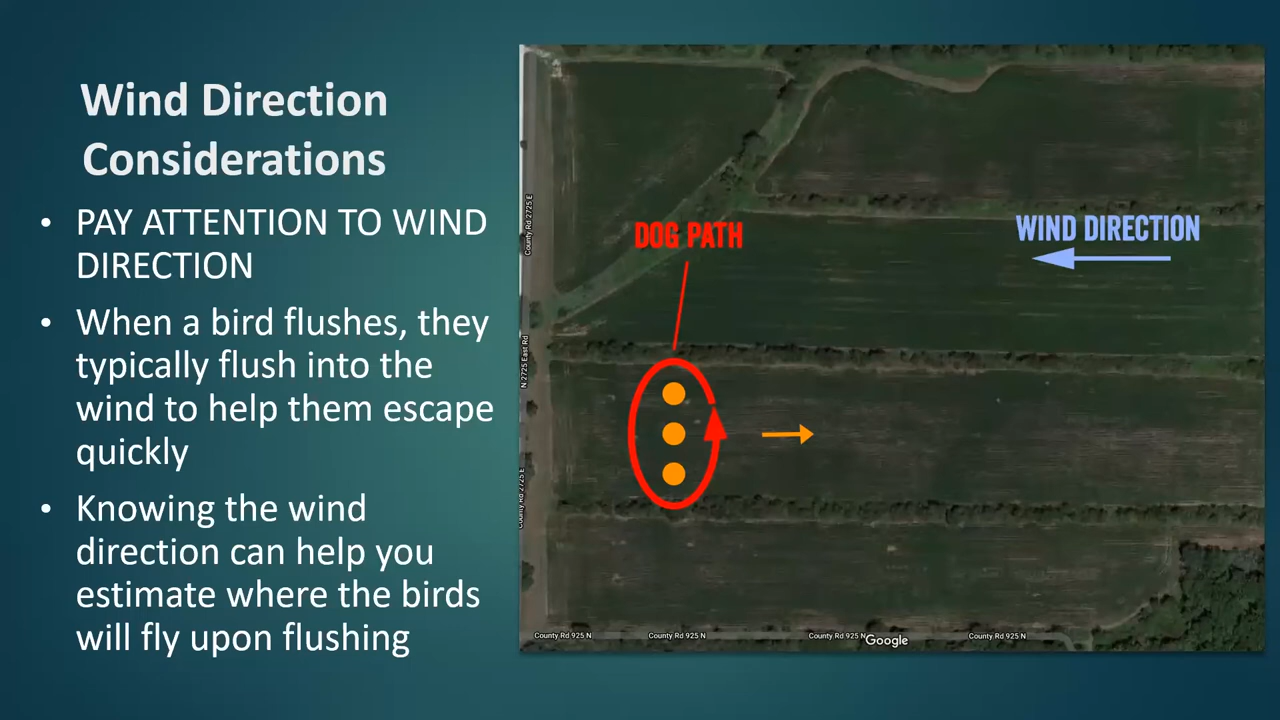 Wind Direction
Considerations
• PAY ATTENTION TO WIND
DIRECTION
• When a bird flushes, they
typically flush into the
wind to help them escape
quickly
• Knowing the wind
direction can help you
estimate where the birds
will fly upon flushing
County Rd 2725 E
WIND DIRECTION
DOG PATH
N 2725 East Rd
County Rd 2725 E
County Rd 925 N
County Rd 925 N
County Rd 925 N
Google
County Rd 925 N